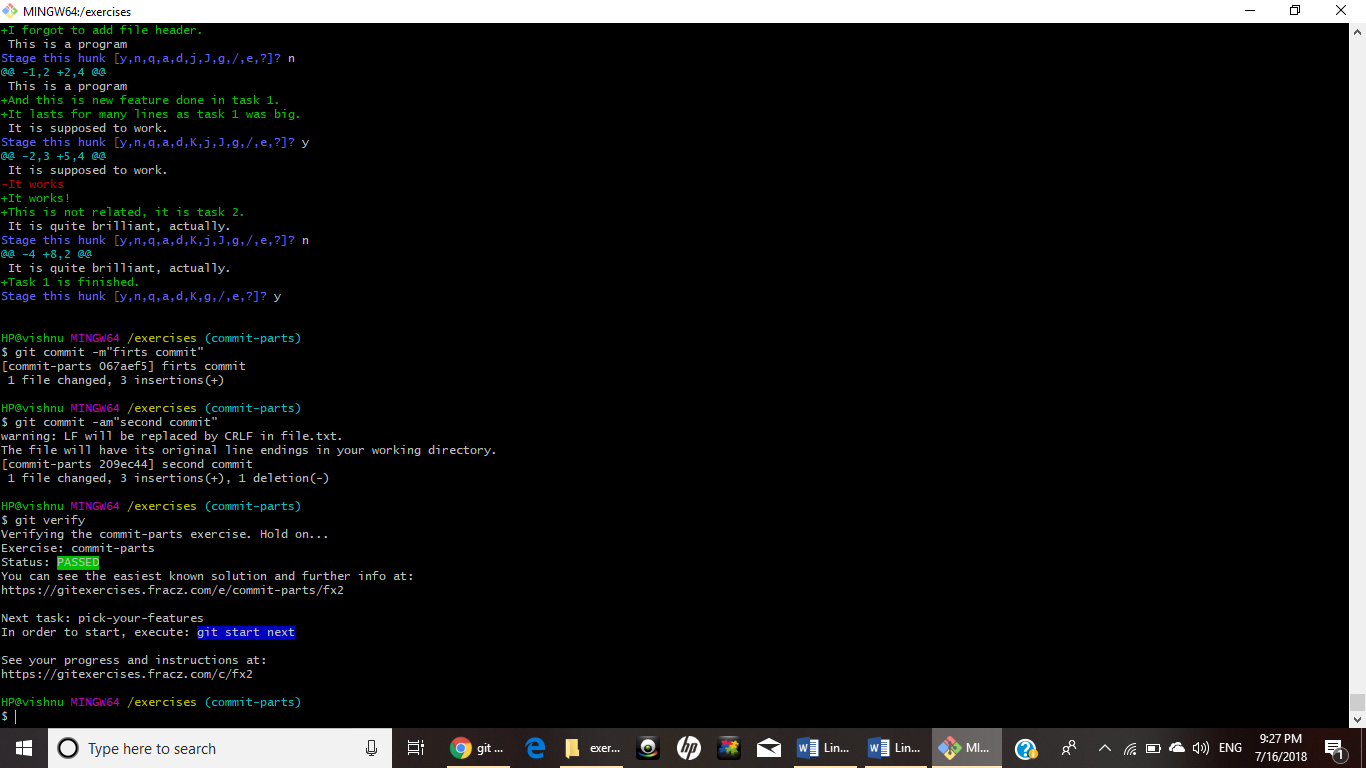 MINGW64:/exercises
+I forgot to add file header.
 This is a program
Stage this hunk [y,n,q,a,d,j,J,g,/,e,?]? n
@@ -1,2 +2,4 @@
 This is a program
+And this is new feature done in task 1.
+It lasts for many lines as task 1 was big.
 It is supposed to work.
Stage this hunk [y,n,q,a,d,K,j,J,g,/,e,?]? y
@@ -2,3 +5,4 @@
 It is supposed to work.
-It works
+It works!
+This is not related, it is task 2.
 It is quite brilliant, actually.
Stage this hunk [y,n,q,a,d,K,j,J,g,/,e,?]? n
@@ -4 +8,2 @@
 It is quite brilliant, actually.
+Task 1 is finished.
Stage this hunk [y,n,q,a,d,K,g,/,e,?]? y
HP@vishnu MINGW64 /exercises (commit-parts)
$ git commit -m"firts commit"
[commit-parts 067aef5] firts commit
 1 file changed, 3 insertions(+)
HP@vishnu MINGW64 /exercises (commit-parts)
$ git commit -am"second commit"
warning: LF will be replaced by CRLF in file.txt.
The file will have its original line endings in your working directory.
[commit-parts 209ec44] second commit
 1 file changed, 3 insertions(+), 1 deletion(-)
HP@vishnu MINGW64 /exercises (commit-parts)
$ git verify
Verifying the commit-parts exercise. Hold on...
Exercise: commit-parts
Status: PASSED
You can see the easiest known solution and further info at:
https://gitexercises.fracz.com/e/commit-parts/fx2
Next task: pick-your-features
In order to start, execute: git start next
See your progress and instructions at:
https://gitexercises.fracz.com/c/fx2
HP@vishnu MINGW64 /exercises (commit-parts)
$
Type here to search
git ...
exer...
hp
W Lin...
W Lin...
MI...
ENG
9:27 PM
7/16/2018
1